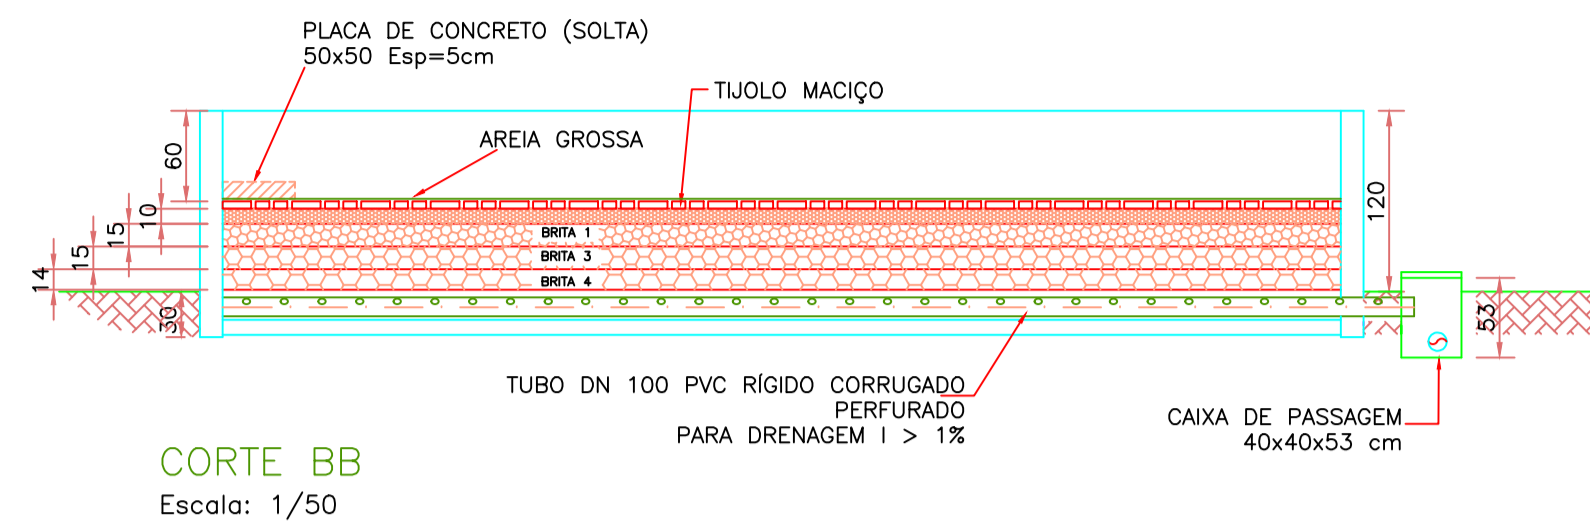 PLACA DE CONCRETO (SOLTA)
50x50 Esp=5cm
TIJOLO MACIÇO
AREIA GROSSA
60
10
15
15
14
30
120
53
BRITA 1
BRITA 3
BRITA 4
TUBO DN 100 PVC RÍGIDO CORRUGADO
PERFURADO
PARA DRENAGEM I > 1%
CAIXA DE PASSAGEM
40x40x53 cm
CORTE BB
Escala: 1/50